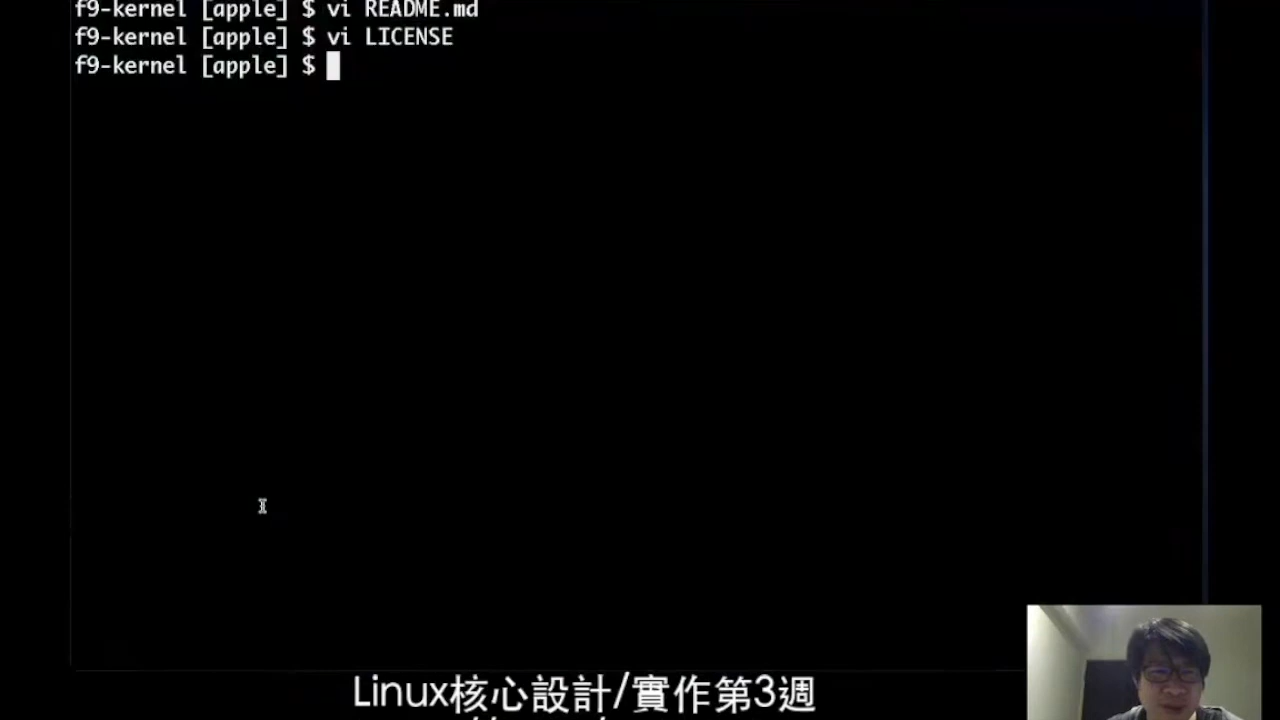 f9-kernel [apple] $ vi README.md
f9-kernel [apple] $ vi LICENSE
f9-kernel [apple] $
Linux核心設計/實作第3週